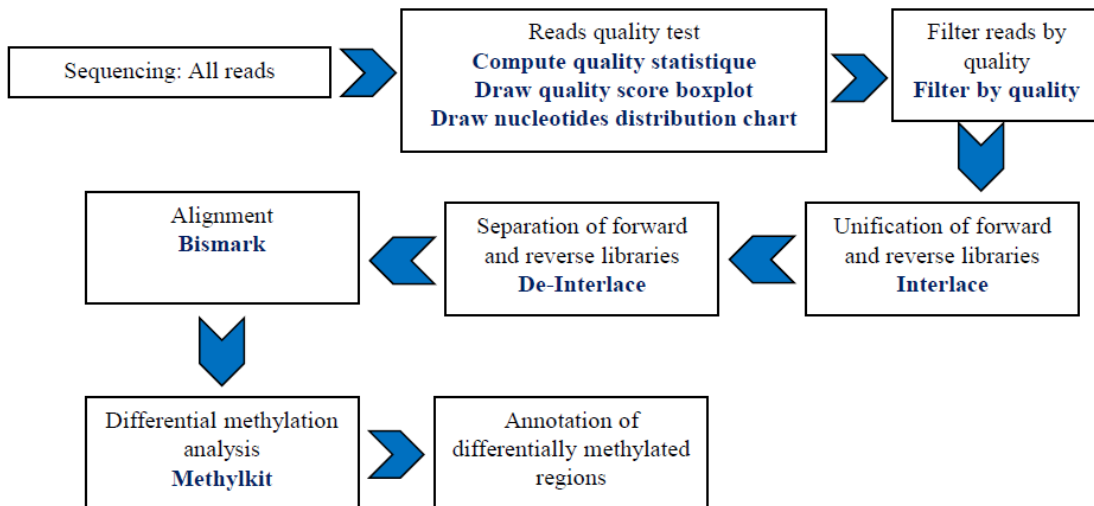 Sequencing: All reads
Reads quality test
Compute quality statistique
Draw quality score boxplot
Draw nucleotides distribution chart
Filter reads by
quality
Filter by quality
Unification of forward
and reverse libraries
Interlace
Separation of forward
and reverse libraries
De-Interlace
Alignment
Bismark
Differential methylation
analysis
Methylkit
Annotation of
differentially methylated
regions